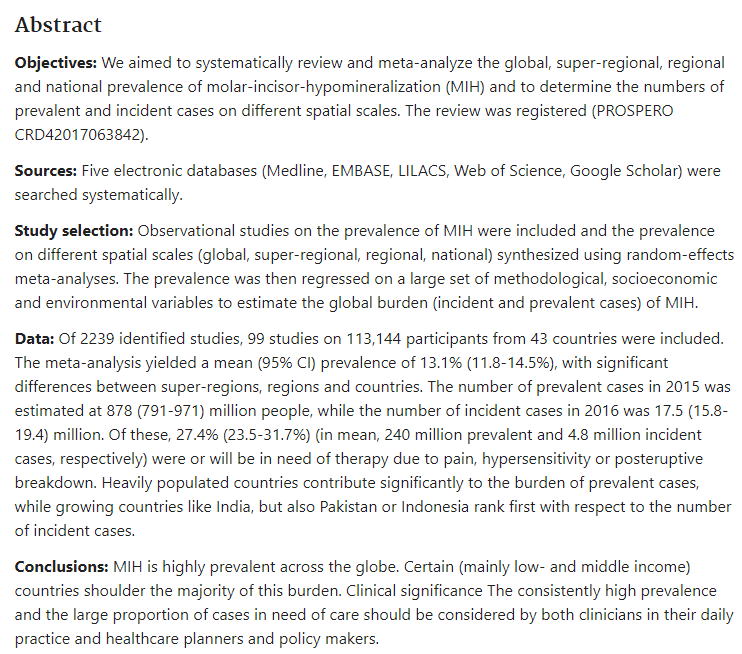 Abstract
Objectives: We aimed to systematically review and meta-analyze the global, super-regional, regional
and national prevalence of molar-incisor-hypomineralization (MIH) and to determine the numbers of
prevalent and incident cases on different spatial scales. The review was registered (PROSPERO
CRD42017063842).
Sources: Five electronic databases (Medline, EMBASE, LILACS, Web of Science, Google Scholar) were
searched systematically.
Study selection: Observational studies on the prevalence of MIH were included and the prevalence
on different spatial scales (global, super-regional, regional, national) synthesized using random-effects
meta-analyses. The prevalence was then regressed on a large set of methodological, socioeconomic
and environmental variables to estimate the global burden (incident and prevalent cases) of MIH.
Data: Of 2239 identified studies, 99 studies on 113,144 participants from 43 countries were included.
The meta-analysis yielded a mean (95% CI) prevalence of 13.1% (11.8-14.5%), with significant
differences between super-regions, regions and countries. The number of prevalent cases in 2015 was
estimated at 878 (791-971) million people, while the number of incident cases in 2016 was 17.5 (15.8-
19.4) million. Of these, 27.4% (23.5-31.7%) (in mean, 240 million prevalent and 4.8 million incident
cases, respectively) were or will be in need of therapy due to pain, hypersensitivity or posteruptive
breakdown. Heavily populated countries contribute significantly to the burden of prevalent cases,
while growing countries like India, but also Pakistan or Indonesia rank first with respect to the number
of incident cases.
Conclusions: MIH is highly prevalent across the globe. Certain (mainly low- and middle income)
countries shoulder the majority of this burden. Clinical significance The consistently high prevalence
and the large proportion of cases in need of care should be considered by both clinicians in their daily
practice and healthcare planners and policy makers.